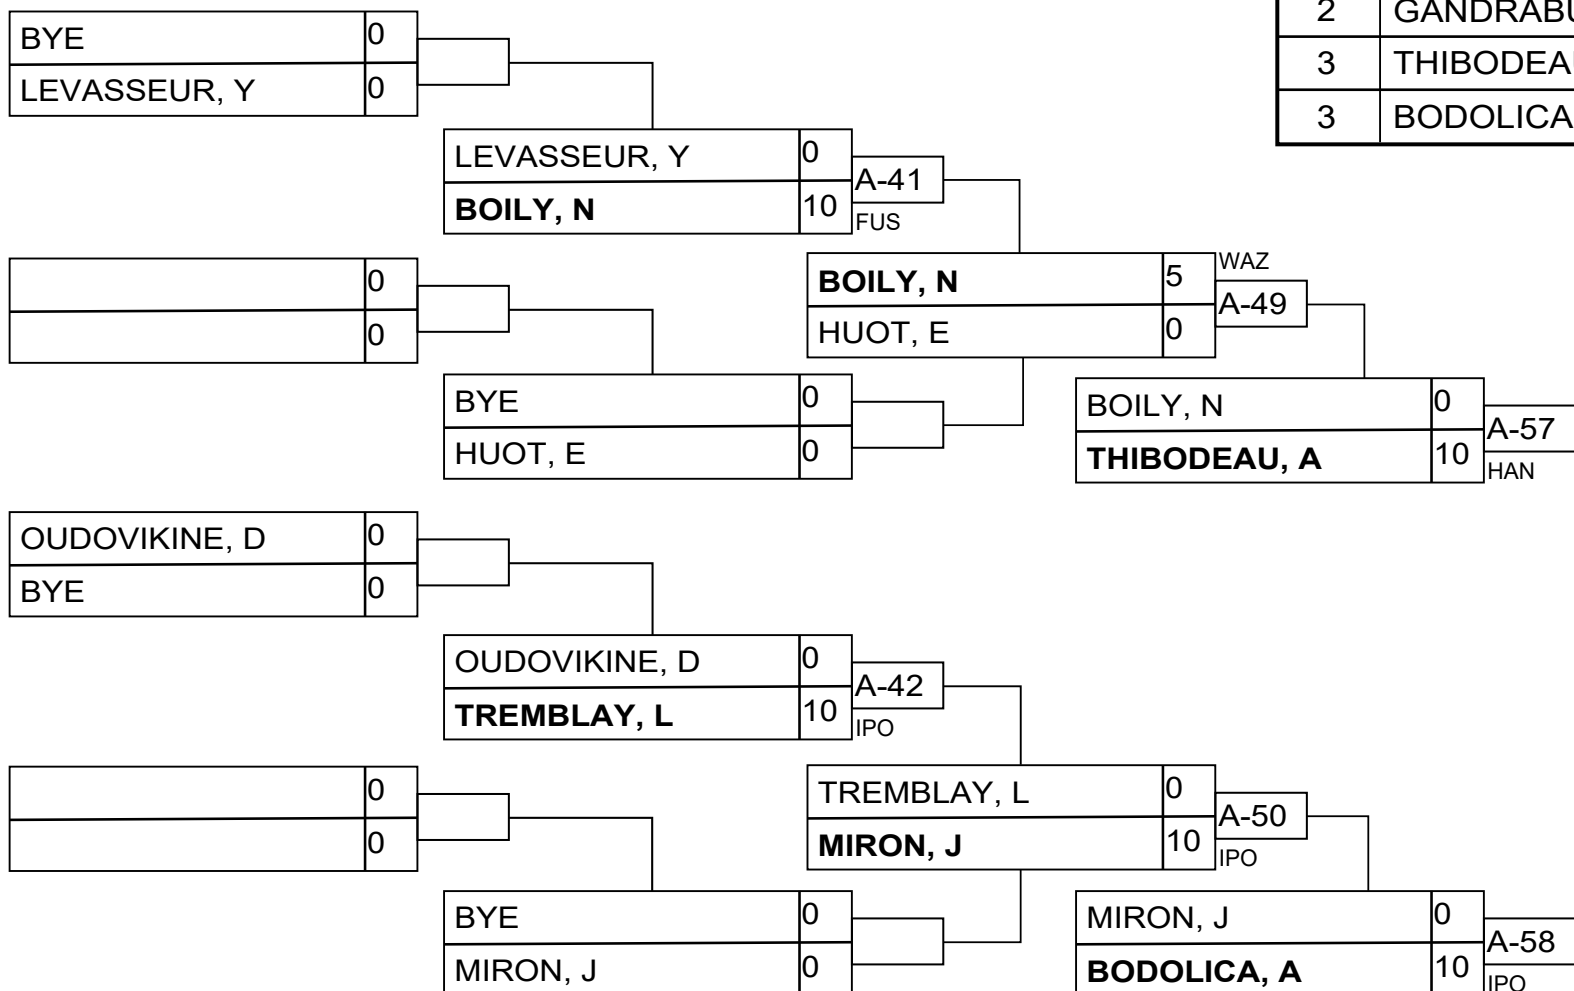 2 GANDRABU
BYE 0
LEVASSEUR, Y 0
3 THIBODEAU
3 BODOLICA
LEVASSEUR, Y 0
BOILY, N 10
A-41
FUS
0
0
BOILY, N 5
HUOT, E 0
WAZ
A-49
BYE 0
HUOT, E 0
BOILY, N 0
THIBODEAU, A 10
A-57
HAN
OUDOVIKINE, D 0
BYE 0
OUDOVIKINE, D 0
TREMBLAY, L 10
A-42
IPO
0
0
TREMBLAY, L 0
MIRON, J 10
A-50
IPO
BYE 0
MIRON, J 0
MIRON, J 0
BODOLICA, A 10
A-58
IPO